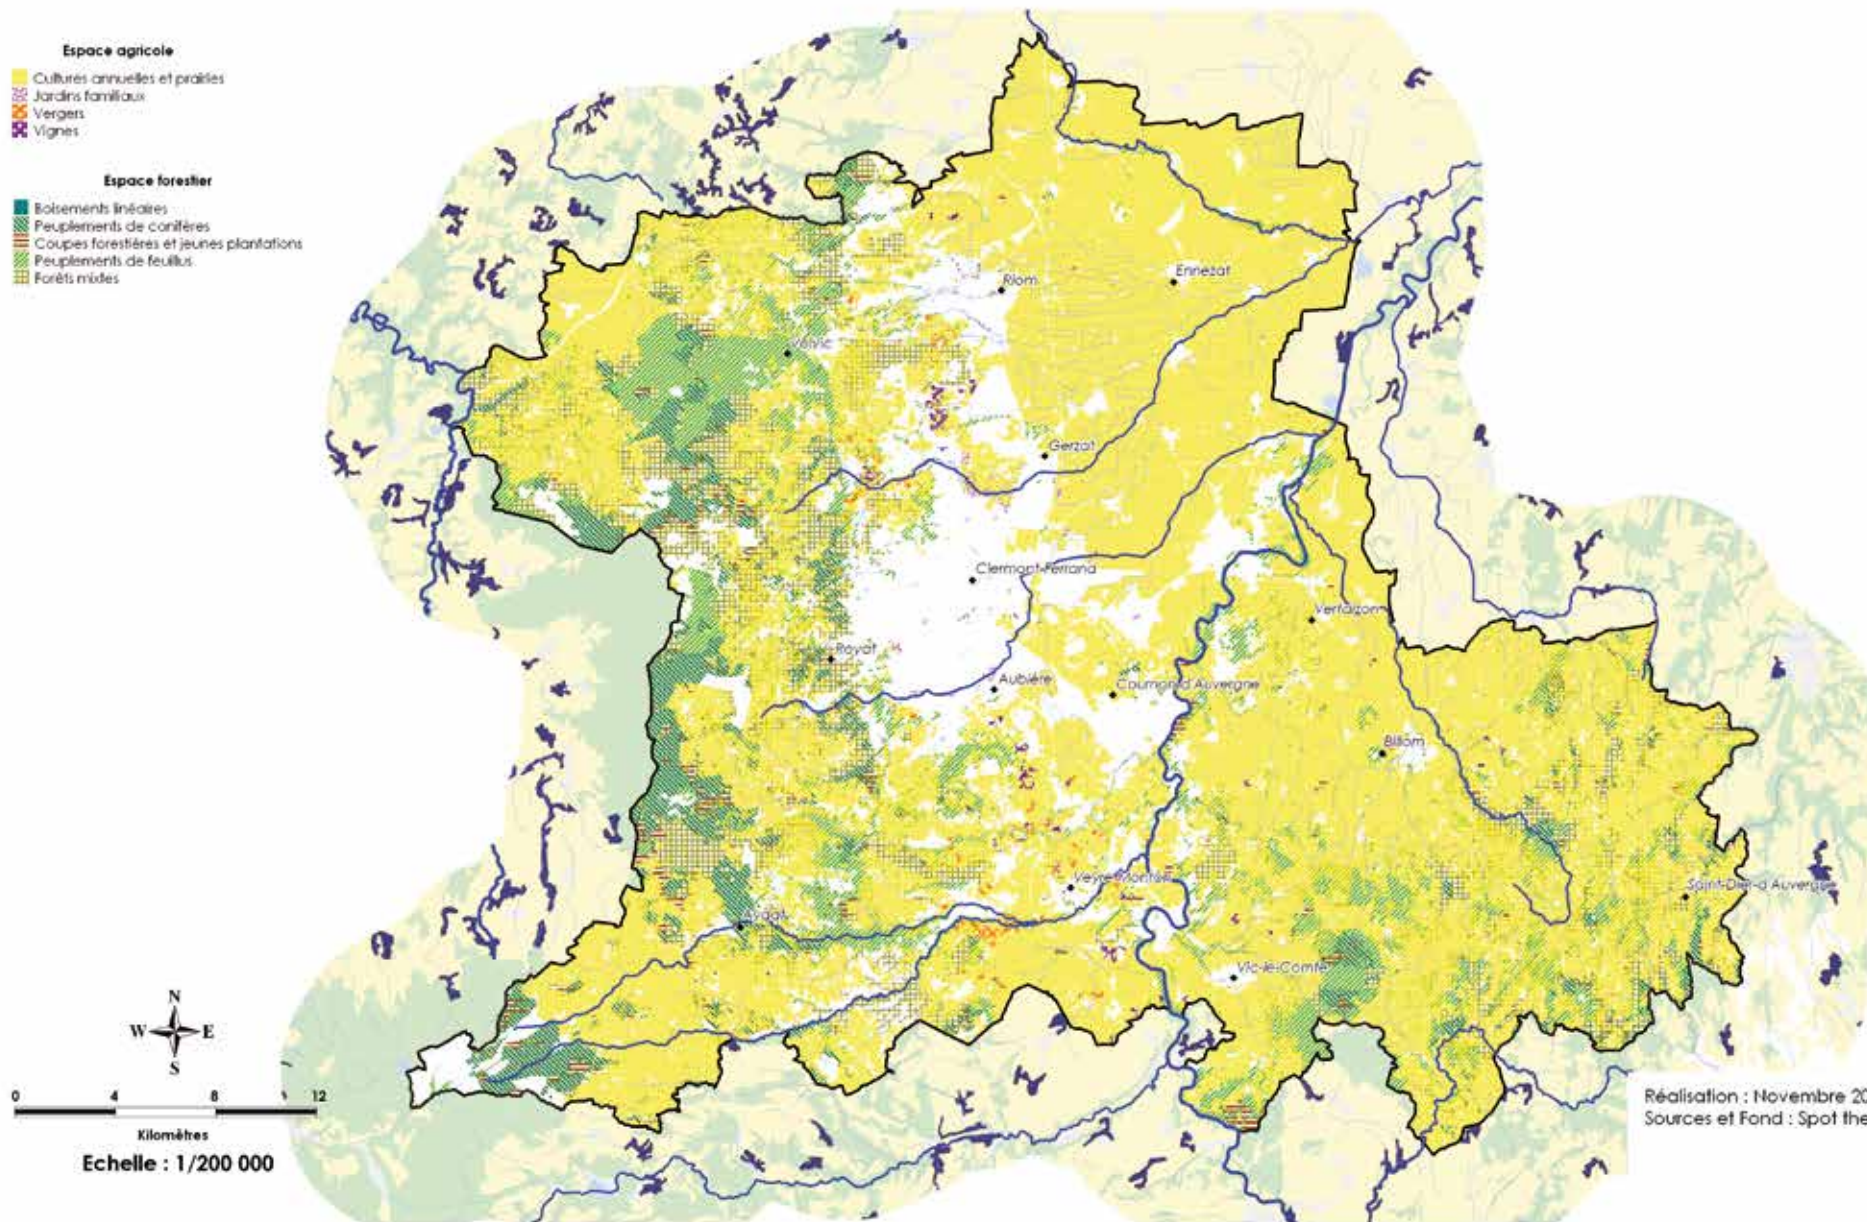 Espace agricole
Cultures annuelles et prairies
Jardins familiaux
Vergers
Vignes
Espace forestier
Boisements linéaires
Peuplements de conifères
Coupes forestières et jeunes plantations
Peuplements de feuillus
Forêts mixtes
Riom
Ennezat
Volvic
Gerzat
Clermont-Ferrand
Vertaizon
Royat
Aubière
Cournon d'Auvergne
Billom
Veyre-Monton
Saint-Dier-d'Auvergne
Aydat
Vic-le-Comte
N
W E
S
0 4 8 12
Kilomètres
Echelle : 1/200 000
Réalisation : Novembre 20
Sources et Fond : Spot the